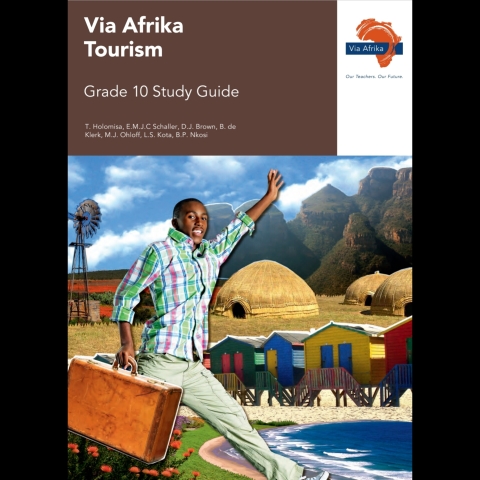 Via Afrika
Tourism
Grade 10 Study Guide
T. Holomisa, E.M.J.C Schaller, D.J. Brown, B. de
Klerk, M.J. Ohloff, L.S. Kota, B.P. Nkosi
Via Afrika
Our Teachers. Our Future